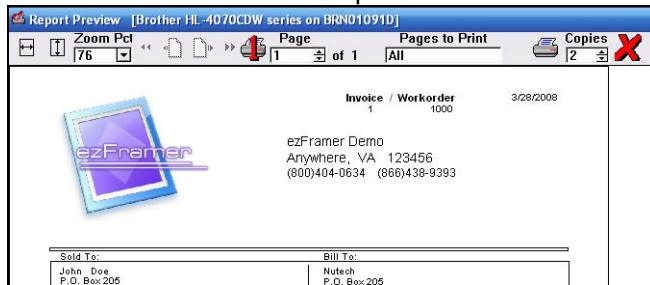 Report Preview [Brother HL-4070CDW series on BRN01091D]
Zoom Pct Page Pages to Print Copies
76 1 1 of 1 All 2
Invoice / Workorder 3/28/2008
1 1000
ezFramer
ezFramer Demo
Anywhere, VA 123456
(800)404-0634 (866)438-9393
Sold To: Bill To:
John Doe Nutech
P.O. Box 205 P.O. Box 205